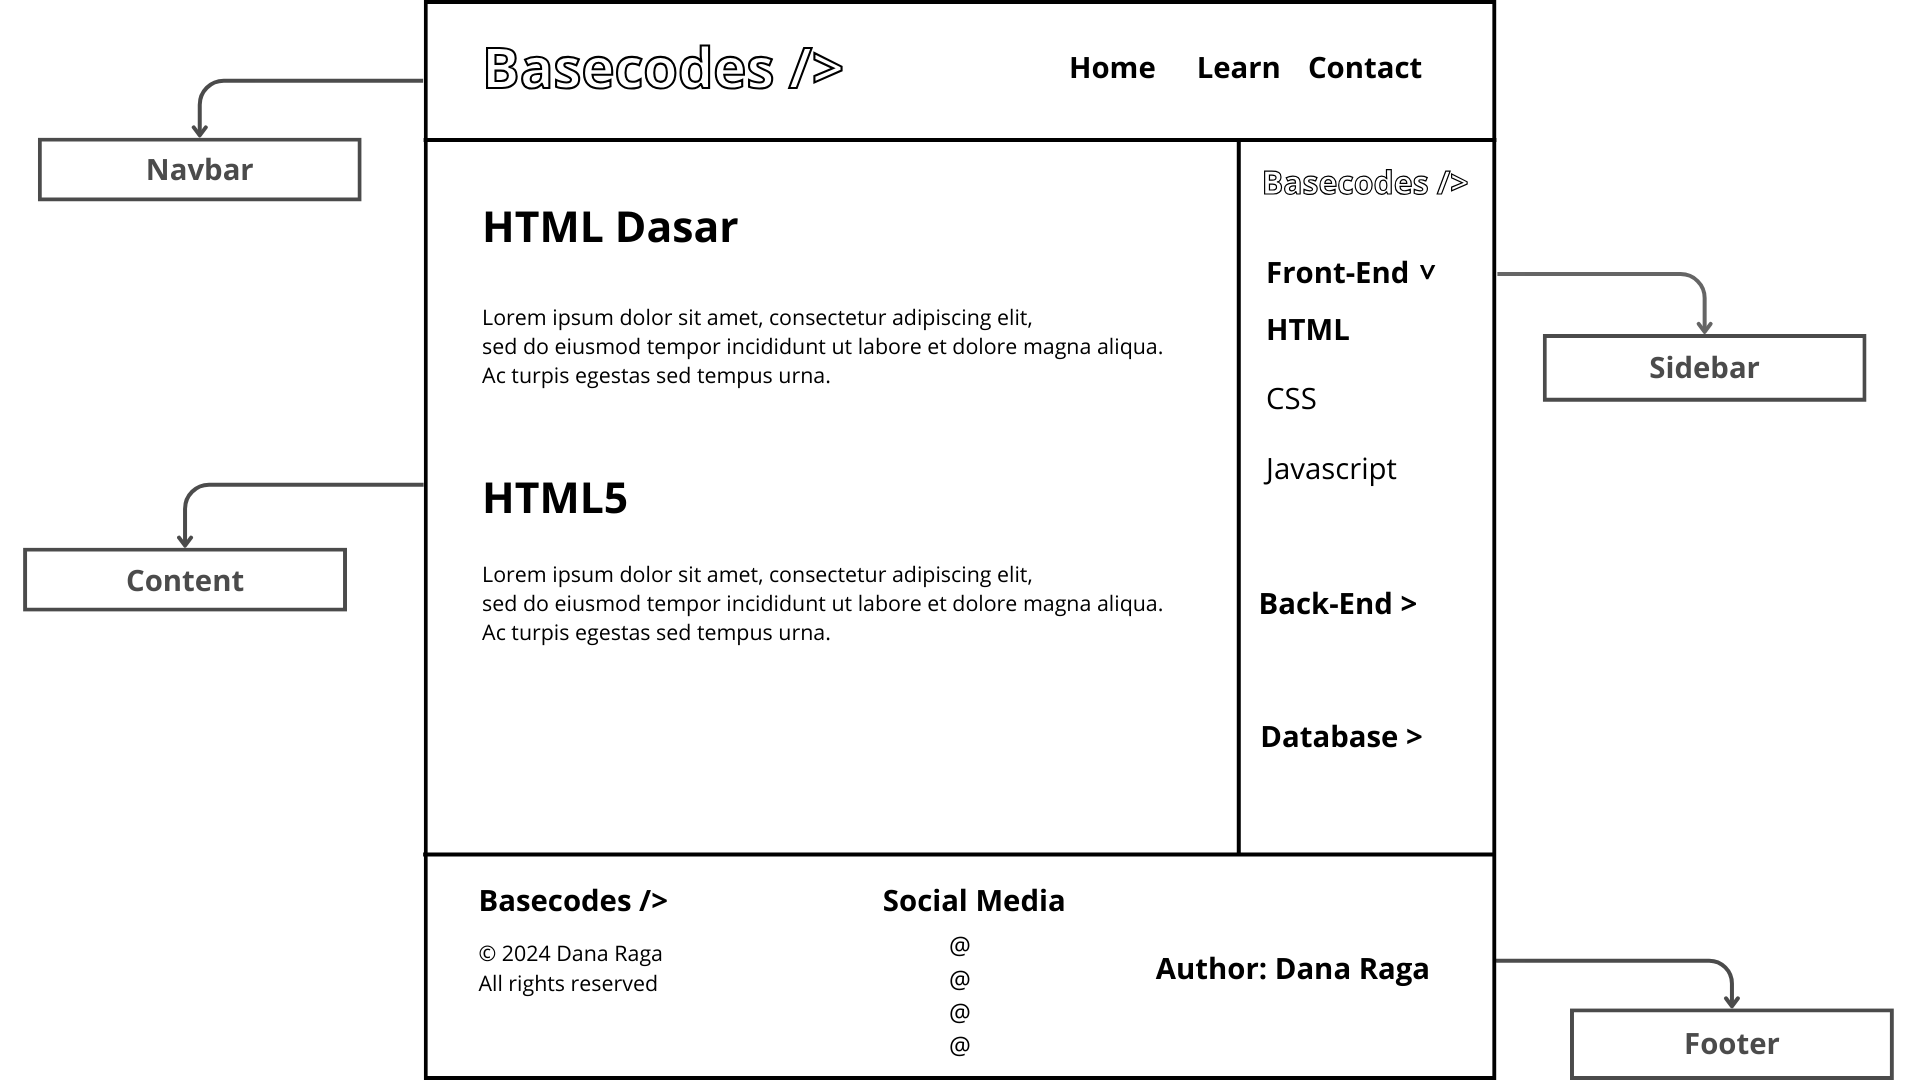 Basecodes />
Home Learn Contact
Navbar
HTML Dasar
Lorem ipsum dolor sit amet, consectetur adipiscing elit,
sed do eiusmod tempor incididunt ut labore et dolore magna aliqua.
Ac turpis egestas sed tempus urna.
HTML5
Lorem ipsum dolor sit amet, consectetur adipiscing elit,
sed do eiusmod tempor incididunt ut labore et dolore magna aliqua.
Ac turpis egestas sed tempus urna.
Content
Basecodes />
Front-End >
HTML
CSS
Javascript
Back-End >
Database >
Sidebar
Basecodes />
© 2024 Dana Raga
All rights reserved
Social Media
@
@
@
@
Author: Dana Raga
Footer